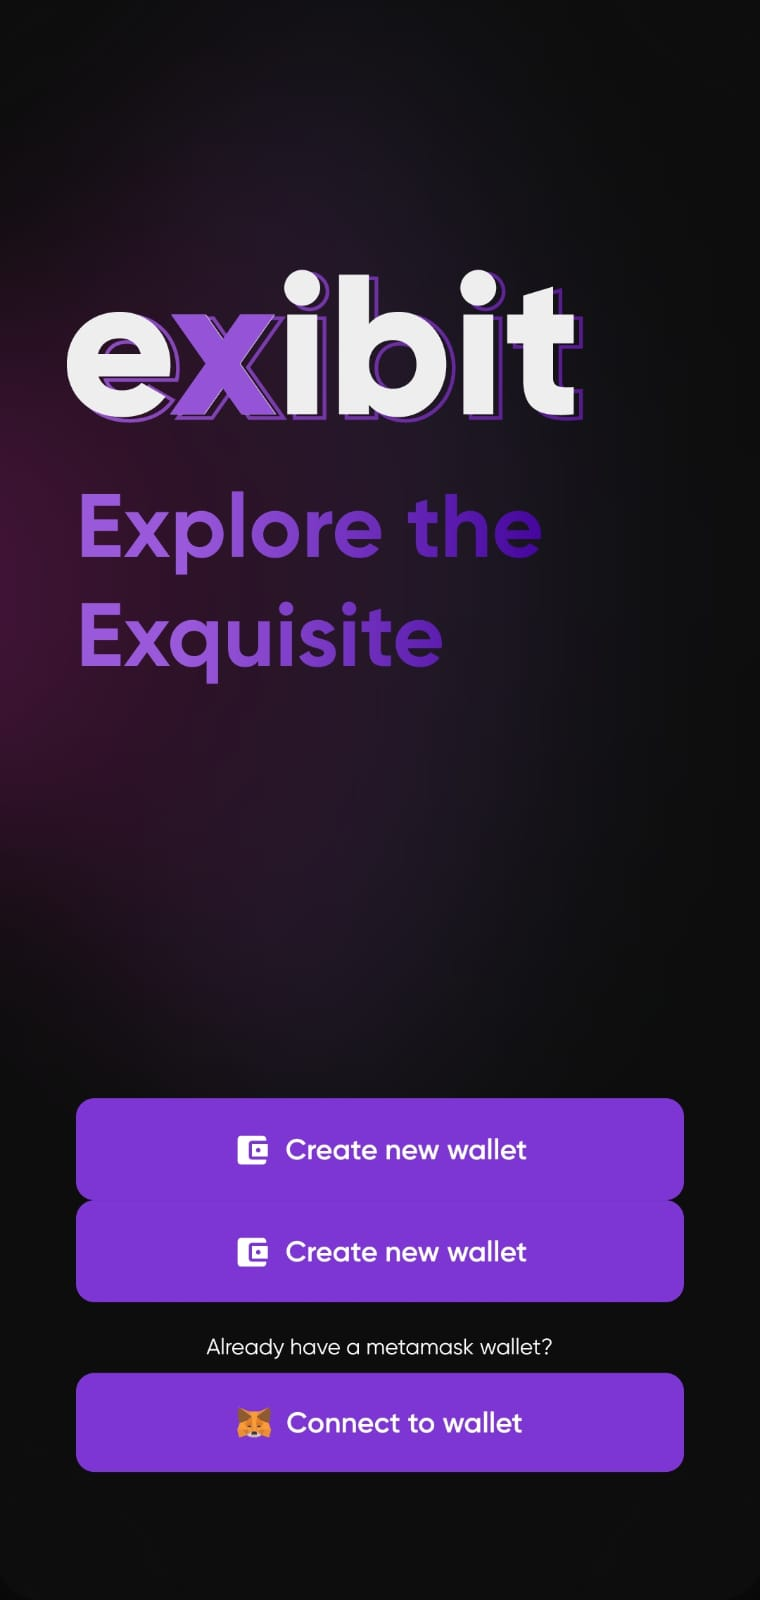 exibit
Explore the
Exquisite
Create new wallet
Create new wallet
Already have a metamask wallet?
Connect to wallet